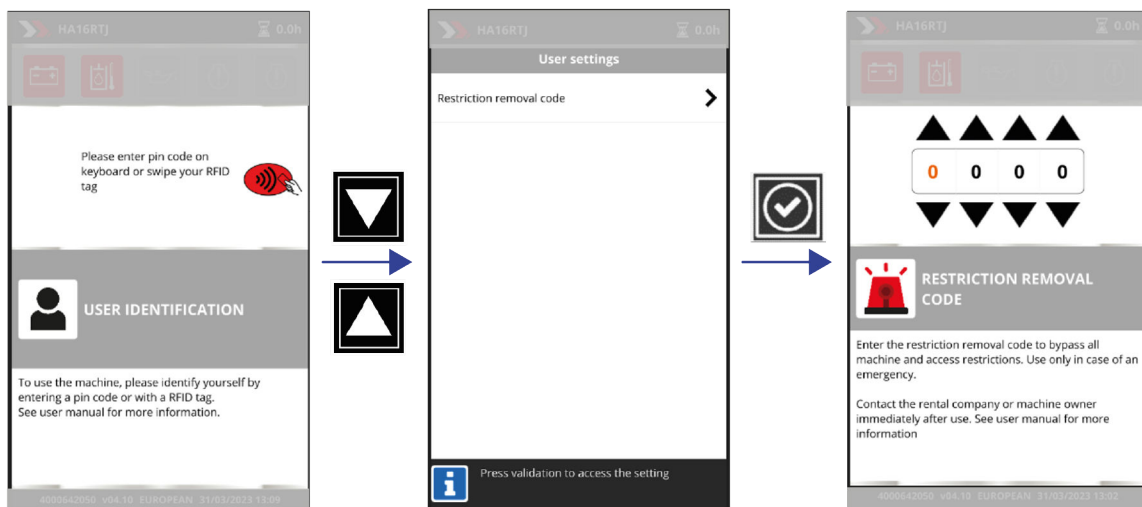 HA16RTJ 0.0h
Please enter pin code on
keyboard or swipe your RFID
tag
USER IDENTIFICATION
To use the machine, please identify yourself by
entering a pin code or with a RFID tag.
See user manual for more information.
4000642050 v04.10 EUROPEAN 31/03/2023 13:09
HA16RTJ 0.0h
User settings
Restriction removal code
Press validation to access the setting
HA16RTJ 0.0h
0 0 0 0
RESTRICTION REMOVAL
CODE
Enter the restriction removal code to bypass all
machine and access restrictions. Use only in case of an
emergency.
Contact the rental company or machine owner
immediately after use. See user manual for more
information
4000642050 v04.10 EUROPEAN 31/03/2023 13:02